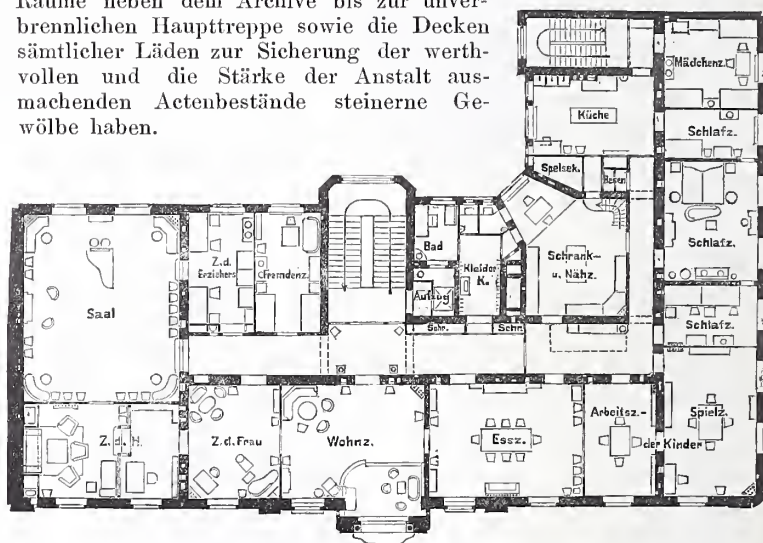 Räume neben dem Archive bis zur unver-
brennlichen Haupttreppe sowie die Decken
sämtlicher Läden zur Sicherung der werth-
vollen und die Stärke der Anstalt aus-
machenden Actenbestände steinerne Ge-
wölbe haben.
Mädchenz.
Küche
Schlafz.
Speisek.
Besen
Bad
Z.d.
Erziehers
Fremdenz.
Kleider
K.
Schrank-
u. Nähz.
Schlafz.
Saal
Aufzug
Schr.
Schr.
Schlafz.
Z. d. H.
Z.d. Frau
Wohnz.
Essz.
Arbeitsz.-
Spielz.
der Kinder